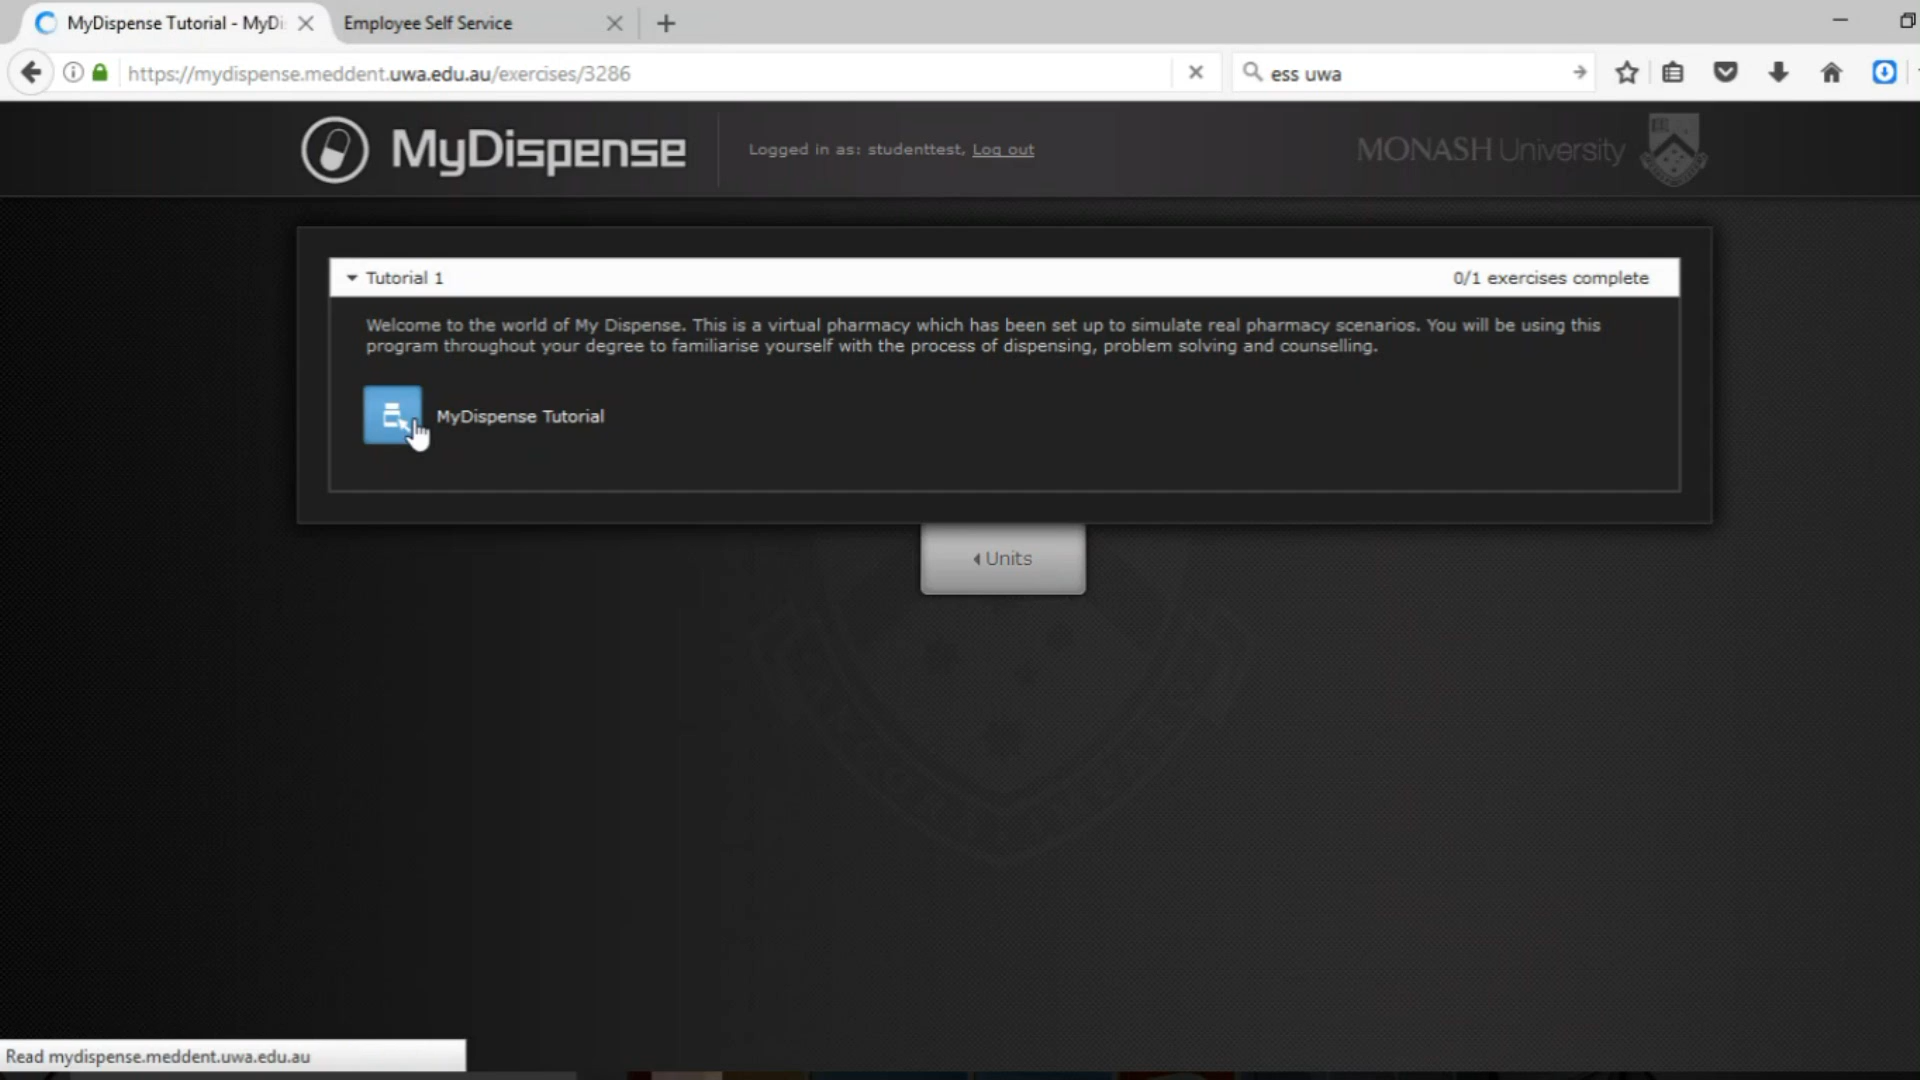 MyDispense Tutorial - MyDi
Employee Self Service
https://mydispense.meddent.uwa.edu.au/exercises/3286
ess uwa
MyDispense
Logged in as: studenttest, Log out
MONASH University
Tutorial 1
0/1 exercises complete
Welcome to the world of My Dispense. This is a virtual pharmacy which has been set up to simulate real pharmacy scenarios. You will be using this
program throughout your degree to familiarise yourself with the process of dispensing, problem solving and counselling.
MyDispense Tutorial
Units
Read mydispense.meddent.uwa.edu.au